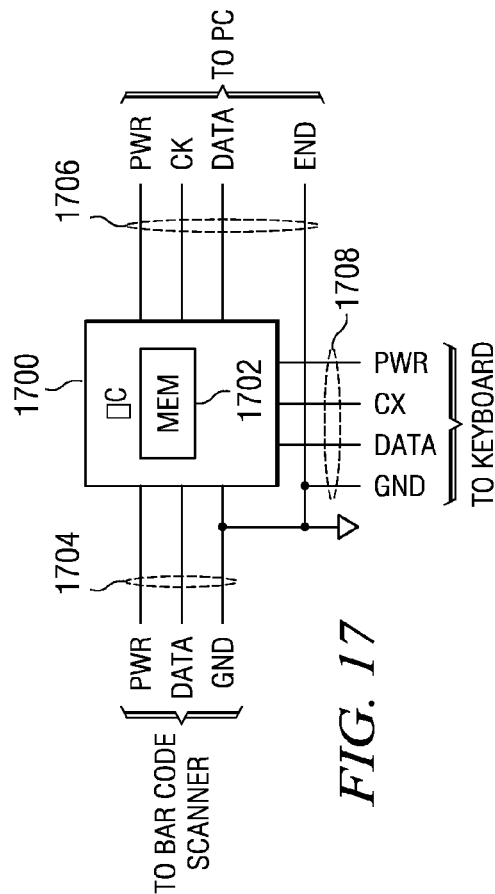 1700
□C
MEM
1702
1704
PWR
DATA
GND
TO BAR CODE
SCANNER
1706
PWR
CK
DATA
END
TO PC
1708
PWR
CX
DATA
GND
TO KEYBOARD
FIG. 17